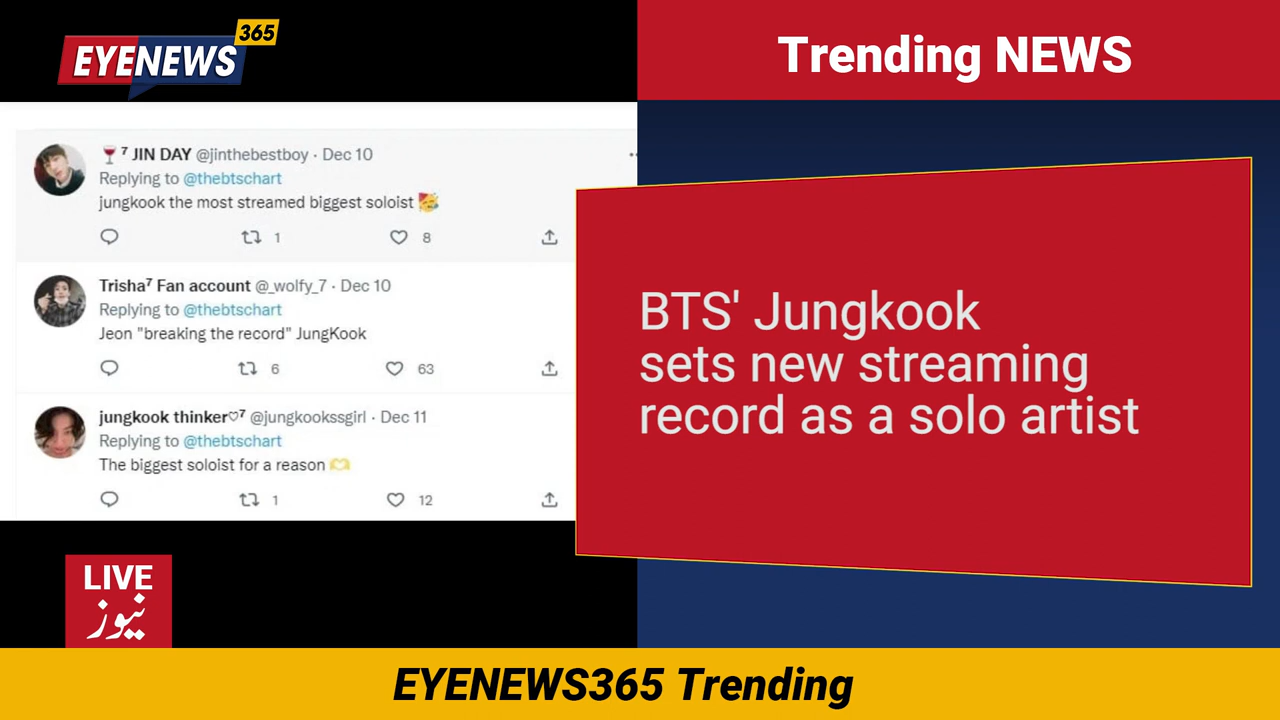 EYENEWS 365
Trending NEWS
🍷⁷ JIN DAY @jinthebestboy · Dec 10
Replying to @thebtschart
jungkook the most streamed biggest soloist 🥳
1 8
Trisha⁷ Fan account @_wolfy_7 · Dec 10
Replying to @thebtschart
Jeon "breaking the record" JungKook
6 63
jungkook thinker♡⁷ @jungkookssgirl · Dec 11
Replying to @thebtschart
The biggest soloist for a reason 🫶
1 12
BTS' Jungkook
sets new streaming
record as a solo artist
LIVE
نیوز
EYENEWS365 Trending